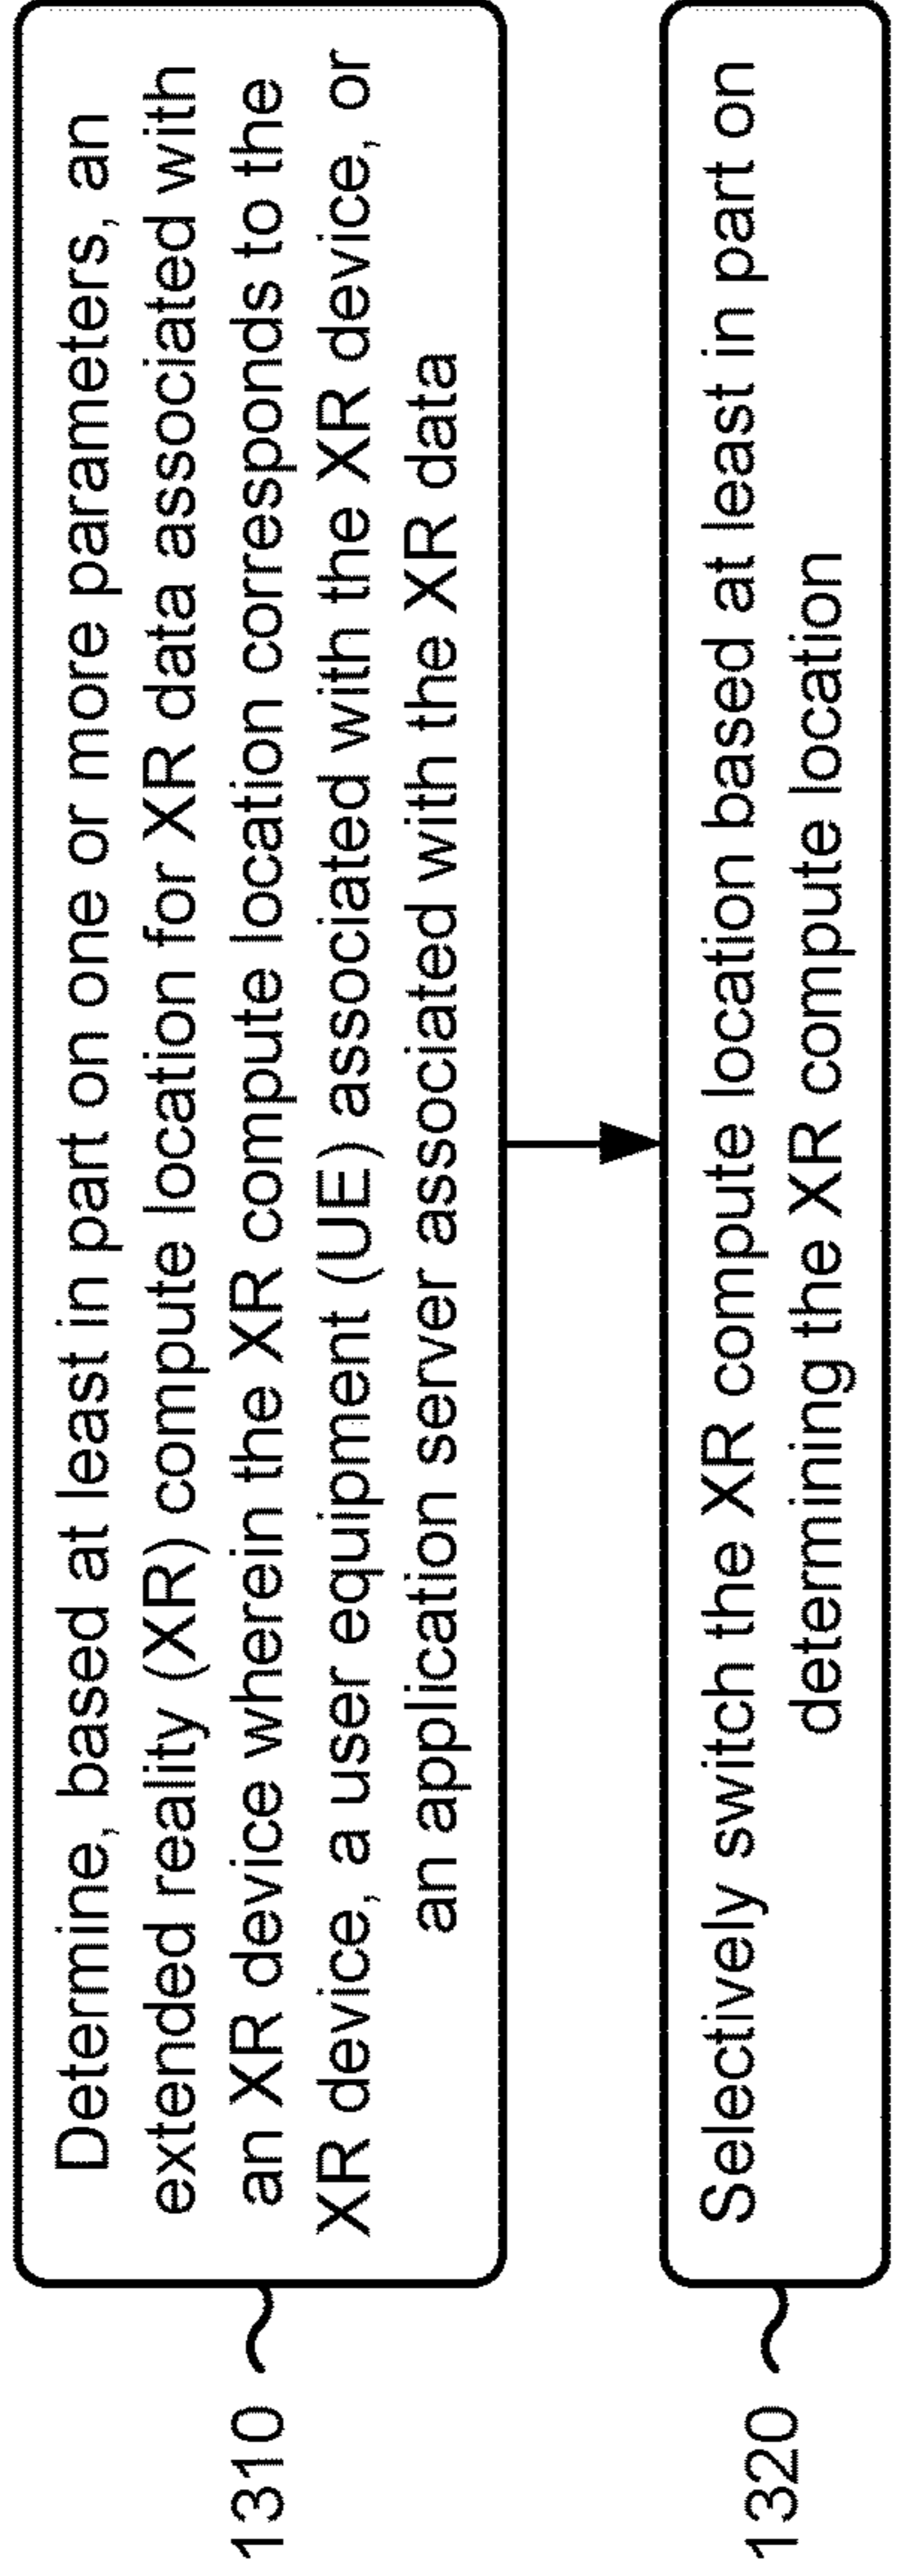 Determine, based at least in part on one or more parameters, an
extended reality (XR) compute location for XR data associated with
an XR device wherein the XR compute location corresponds to the
XR device, a user equipment (UE) associated with the XR device, or
an application server associated with the XR data
1310
Selectively switch the XR compute location based at least in part on
determining the XR compute location
1320